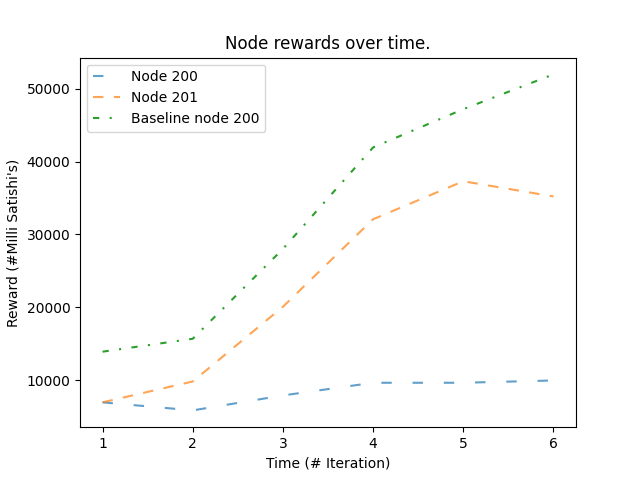 Node rewards over time.
Node 200
Node 201
Baseline node 200
50000
40000
30000
20000
10000
Reward (#Milli Satishi's)
1 2 3 4 5 6
Time (# Iteration)